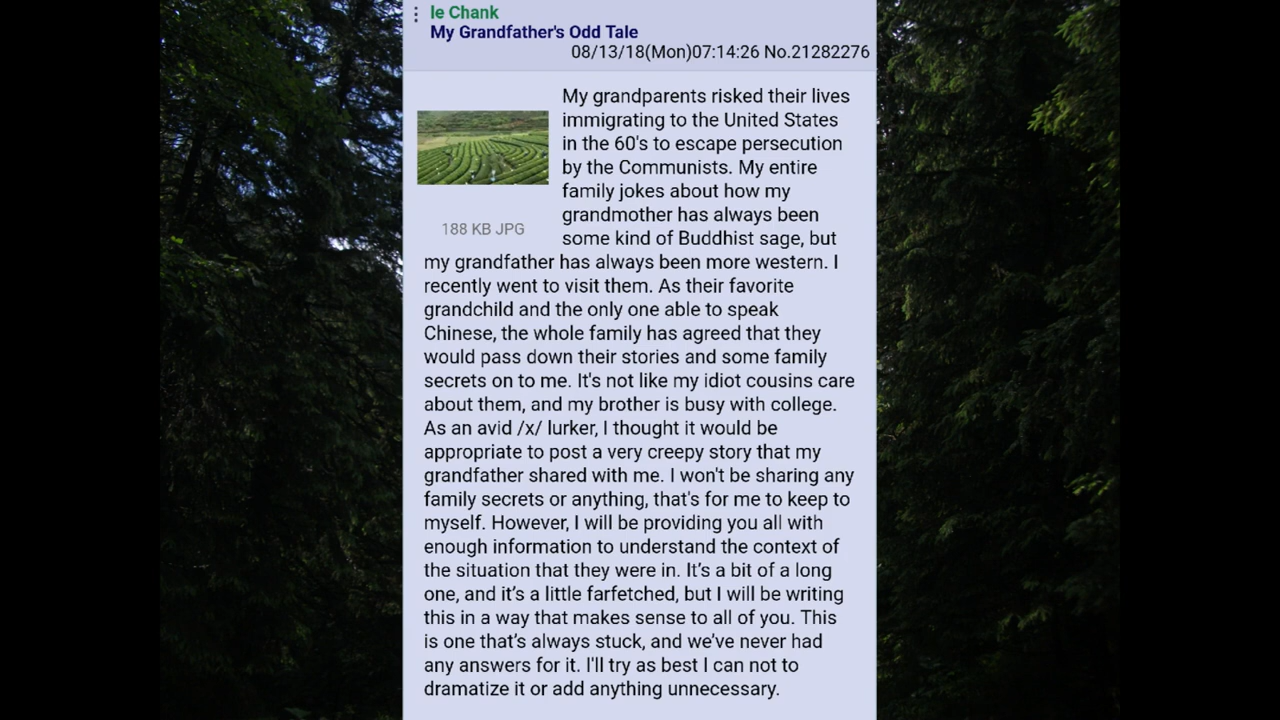 le Chank
My Grandfather's Odd Tale
08/13/18(Mon)07:14:26 No.21282276
My grandparents risked their lives
immigrating to the United States
in the 60's to escape persecution
by the Communists. My entire
family jokes about how my
grandmother has always been
188 KB JPG
some kind of Buddhist sage, but
my grandfather has always been more western. I
recently went to visit them. As their favorite
grandchild and the only one able to speak
Chinese, the whole family has agreed that they
would pass down their stories and some family
secrets on to me. It's not like my idiot cousins care
about them, and my brother is busy with college.
As an avid /x/ lurker, I thought it would be
appropriate to post a very creepy story that my
grandfather shared with me. I won't be sharing any
family secrets or anything, that's for me to keep to
myself. However, I will be providing you all with
enough information to understand the context of
the situation that they were in. It’s a bit of a long
one, and it’s a little farfetched, but I will be writing
this in a way that makes sense to all of you. This
is one that’s always stuck, and we’ve never had
any answers for it. I'll try as best I can not to
dramatize it or add anything unnecessary.